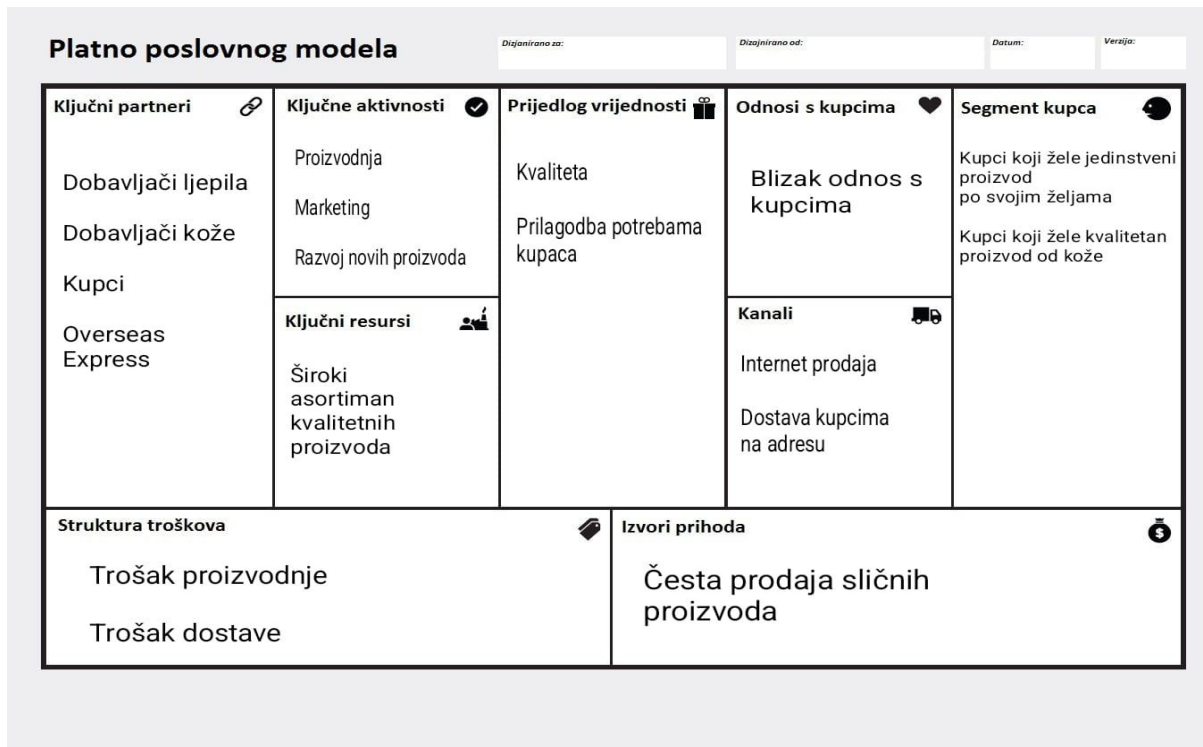 Platno poslovnog modela
Dizjanirano za:
Dizajnirano od:
Datum:
Verzija:
Ključni partneri
Dobavljači ljepila
Dobavljači kože
Kupci
Overseas
Express
Ključne aktivnosti
Proizvodnja
Marketing
Razvoj novih proizvoda
Ključni resursi
Široki
asortiman
kvalitetnih
proizvoda
Prijedlog vrijednosti
Kvaliteta
Prilagodba potrebama
kupaca
Odnosi s kupcima
Blizak odnos s
kupcima
Kanali
Internet prodaja
Dostava kupcima
na adresu
Segment kupca
Kupci koji žele jedinstveni
proizvod
po svojim željama
Kupci koji žele kvalitetan
proizvod od kože
Struktura troškova
Trošak proizvodnje
Trošak dostave
Izvori prihoda
$
Česta prodaja sličnih
proizvoda